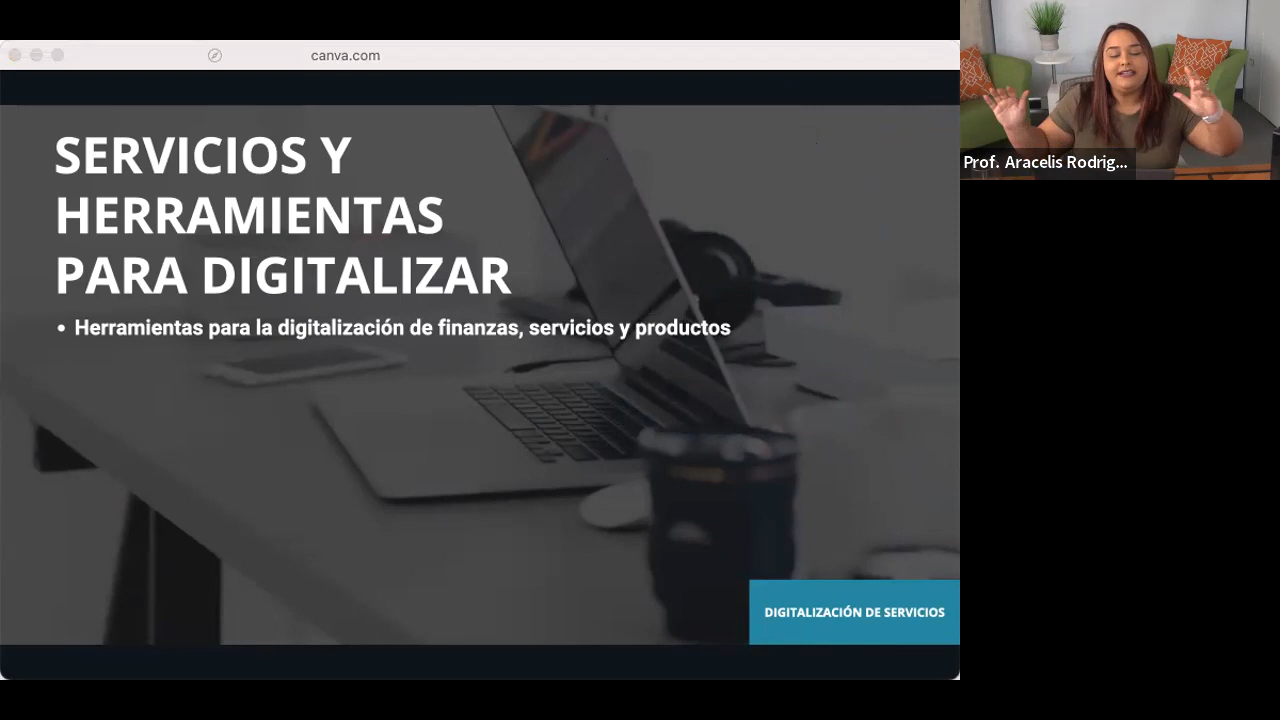 canva.com
SERVICIOS Y
HERRAMIENTAS
PARA DIGITALIZAR
• Herramientas para la digitalización de finanzas, servicios y productos
DIGITALIZACIÓN DE SERVICIOS
Prof. Aracelis Rodrig...